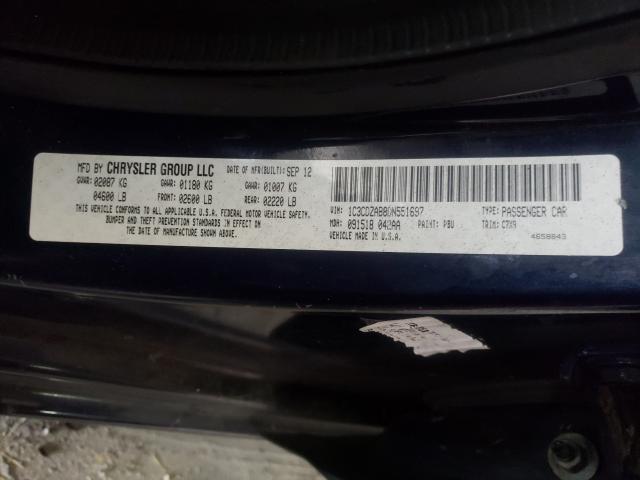 MFD BY CHRYSLER GROUP LLC DATE OF MFR(BUILT): SEP 12
GVWR: 02087 KG GAWR: 01180 KG GAWR: 01007 KG
04600 LB FRONT: 02600 LB REAR: 02220 LB
THIS VEHICLE CONFORMS TO ALL APPLICABLE U.S.A. FEDERAL MOTOR VEHICLE SAFETY,
BUMPER AND THEFT PREVENTION STANDARDS IN EFFECT ON
THE DATE OF MANUFACTURE SHOWN ABOVE.
VIN: 1C3CDZAB8DN551697 TYPE: PASSENGER CAR
MDH: 091518 042AA PAINT: PBU TRIM: C7X9
VEHICLE MADE IN U.S.A. 4658843